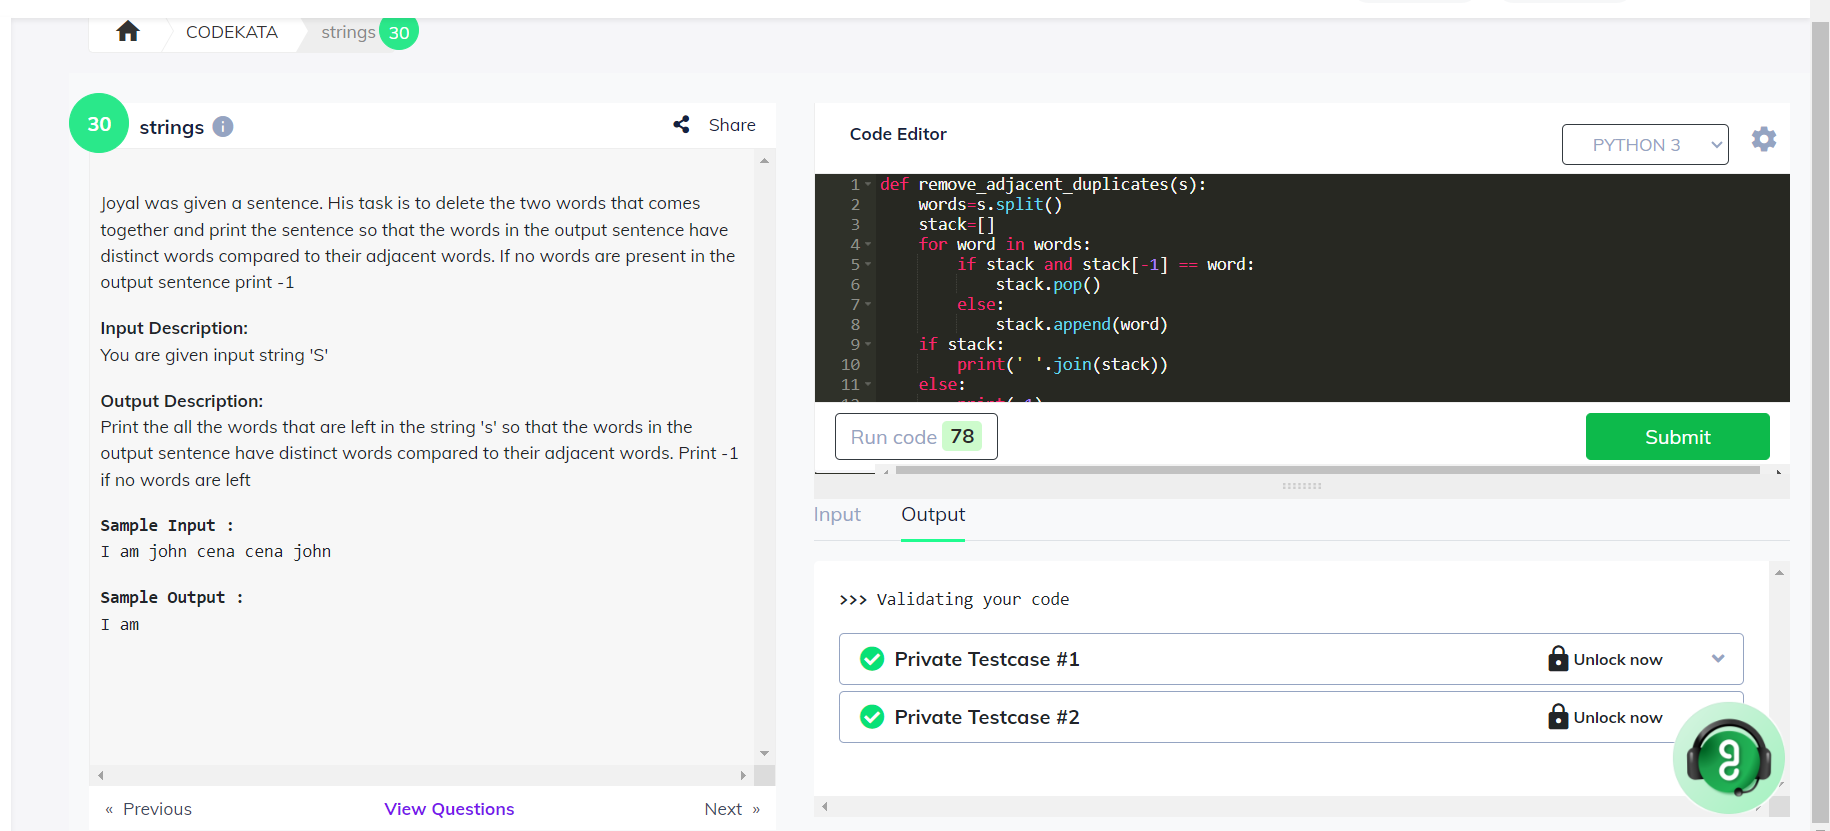 CODEKATA
strings 30
30
strings
Share
Joyal was given a sentence. His task is to delete the two words that comes
together and print the sentence so that the words in the output sentence have
distinct words compared to their adjacent words. If no words are present in the
output sentence print -1
Input Description:
You are given input string 'S'
Output Description:
Print the all the words that are left in the string 's' so that the words in the
output sentence have distinct words compared to their adjacent words. Print -1
if no words are left
Sample Input :
I am john cena cena john
Sample Output :
I am
« Previous
View Questions
Next »
Code Editor
PYTHON 3
1 def remove_adjacent_duplicates(s):
2 words=s.split()
3 stack=[]
4 for word in words:
5 if stack and stack[-1] == word:
6 stack.pop()
7 else:
8 stack.append(word)
9 if stack:
10 print(' '.join(stack))
11 else:
Run code 78
Submit
Input
Output
>>> Validating your code
Private Testcase #1
Unlock now
Private Testcase #2
Unlock now